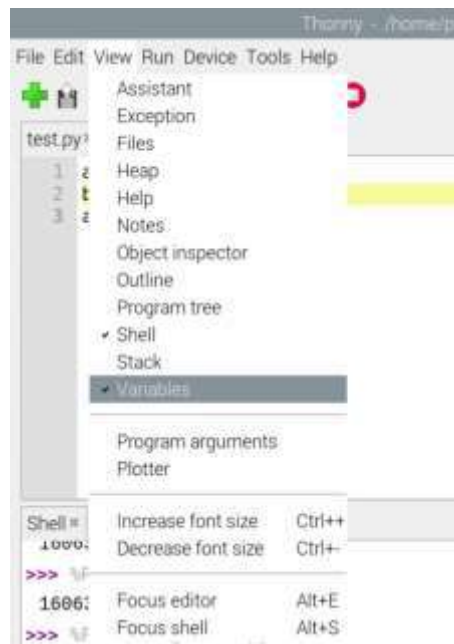 Thonny - /home/p
File Edit View Run Device Tools Help
Assistant
Exception
test.py
Files
1
Heap
2
Help
3
Notes
Object inspector
Outline
Program tree
✓ Shell
Stack
✓ Variables
Program arguments
Plotter
Shell
Increase font size Ctrl++
Decrease font size Ctrl+-
>>>
1606
Focus editor Alt+E
>>>
Focus shell Alt+S